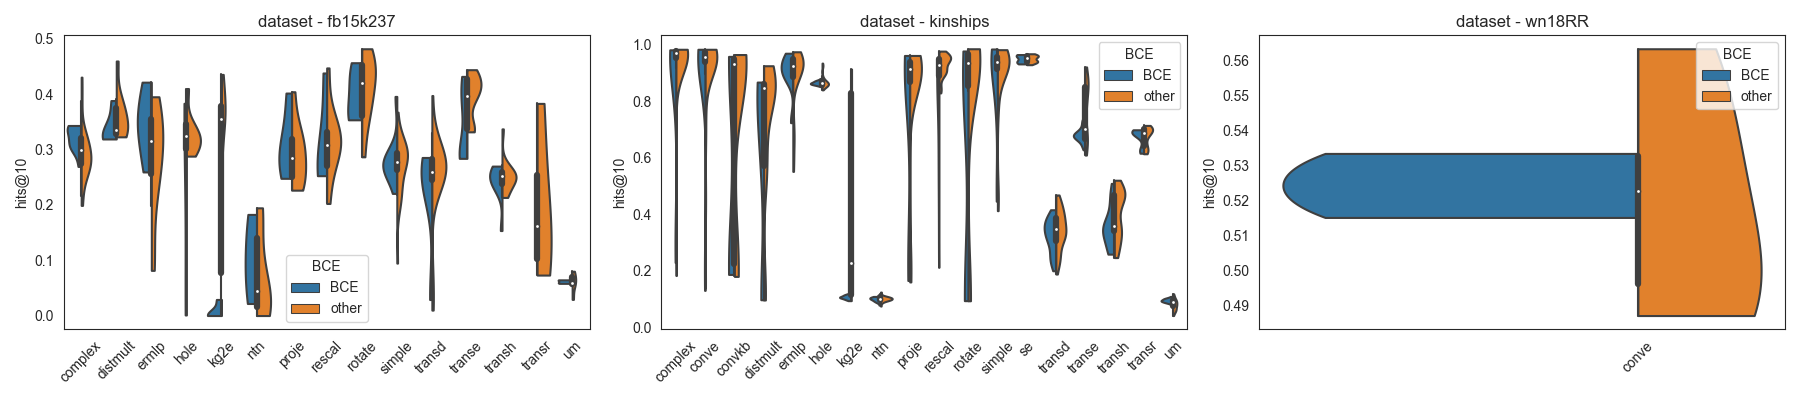 dataset - fb15k237
hits@10
0.5
0.4
0.3
0.2
0.1
0.0
BCE
BCE
other
complex
distmult
ermlp
hole
kg2e
ntn
proje
rescal
rotate
simple
transd
transe
transh
transr
um
dataset - kinships
hits@10
1.0
0.8
0.6
0.4
0.2
0.0
BCE
BCE
other
complex
conve
convkb
distmult
ermlp
hole
kg2e
ntn
proje
rescal
rotate
simple
se
transd
transe
transh
transr
um
dataset - wn18RR
hits@10
0.56
0.55
0.54
0.53
0.52
0.51
0.50
0.49
BCE
BCE
other
conve